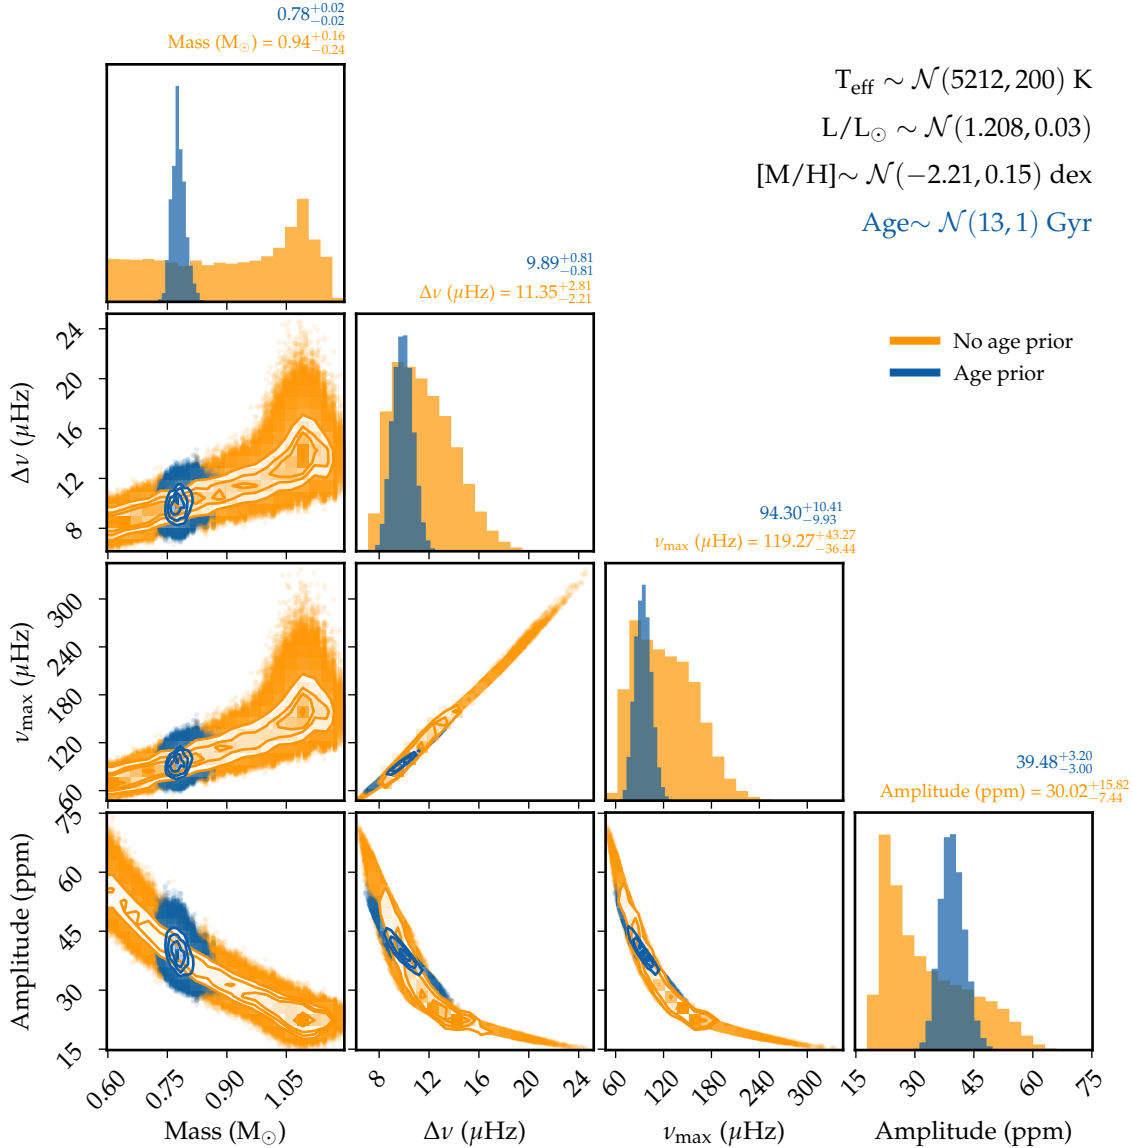 0.78+0.02−0.02
Mass (M⊙) = 0.94+0.16−0.24
Teff ∼ 𝒩(5212, 200) K
L/L⊙ ∼ 𝒩(1.208, 0.03)
[M/H]∼ 𝒩(−2.21, 0.15) dex
Age∼ 𝒩(13, 1) Gyr
9.89+0.81−0.81
Δν (μHz) = 11.35+2.81−2.21
No age prior
Age prior
24
20
16
12
8
Δν (μHz)
94.30+10.41−9.93
νmax (μHz) = 119.27+43.27−36.44
300
240
180
120
60
νmax (μHz)
39.48+3.20−3.00
Amplitude (ppm) = 30.02+15.82−7.44
75
60
45
30
15
Amplitude (ppm)
0.60 0.75 0.90 1.05
Mass (M⊙)
8 12 16 20 24
Δν (μHz)
60 120 180 240 300
νmax (μHz)
15 30 45 60 75
Amplitude (ppm)